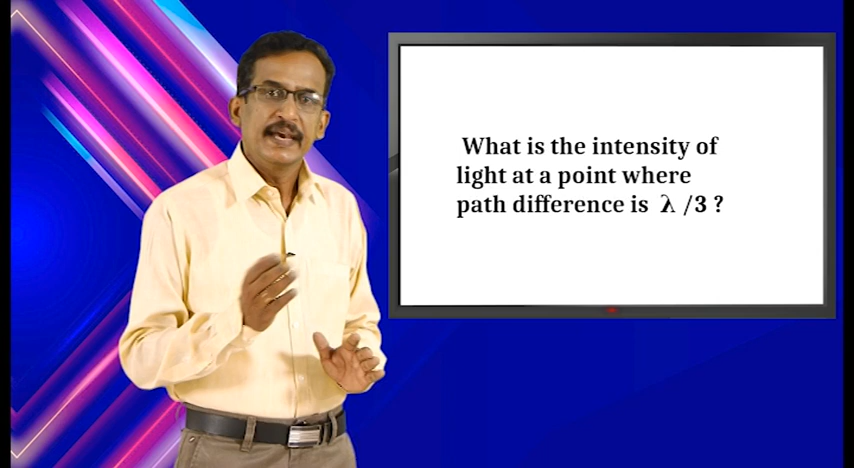 What is the intensity of
light at a point where
path difference is λ /3 ?